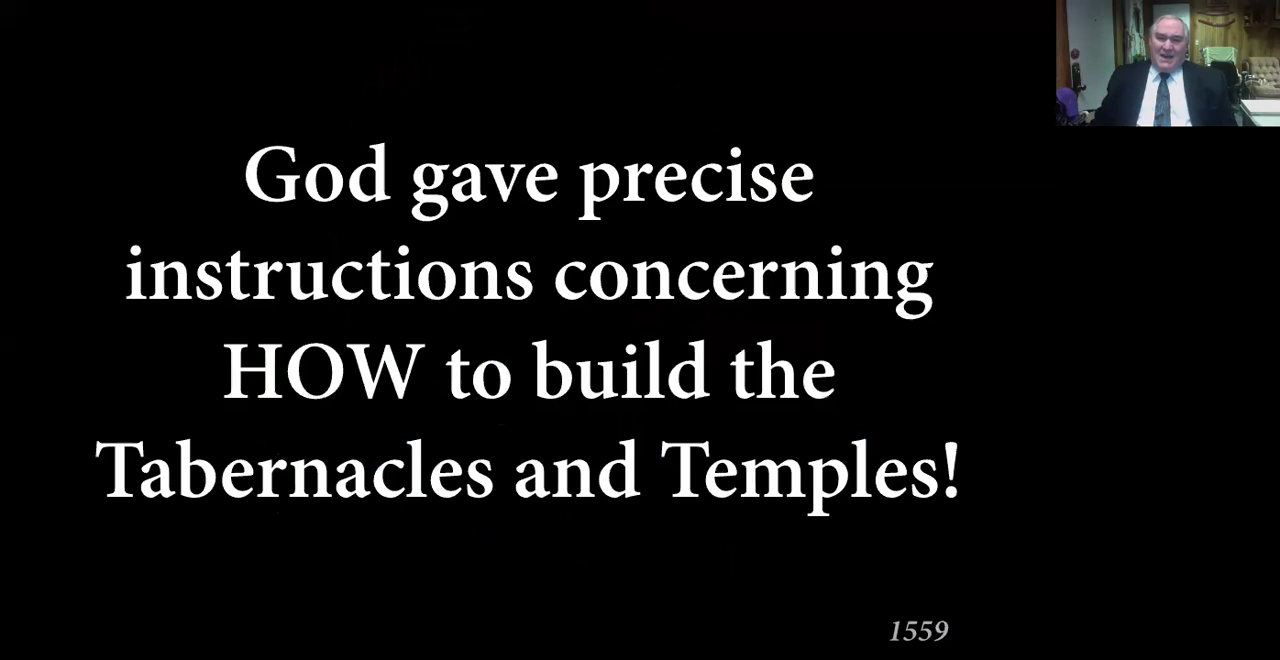 God gave precise
instructions concerning
HOW to build the
Tabernacles and Temples!
1559